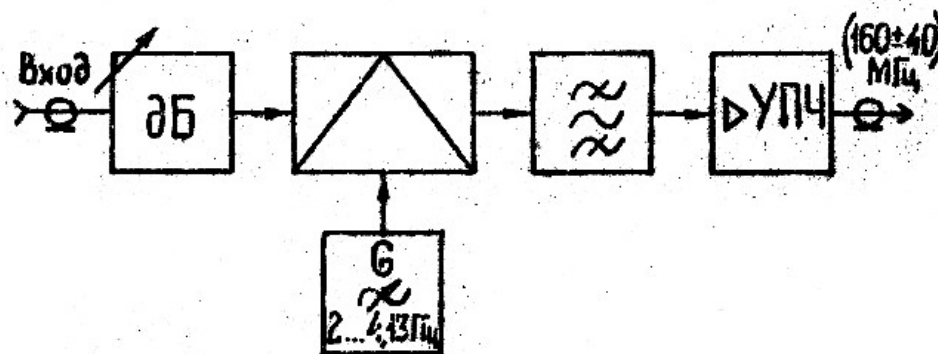 Вход
дБ
УПЧ
(160±40)
МГц
G
2...4,13Ггц